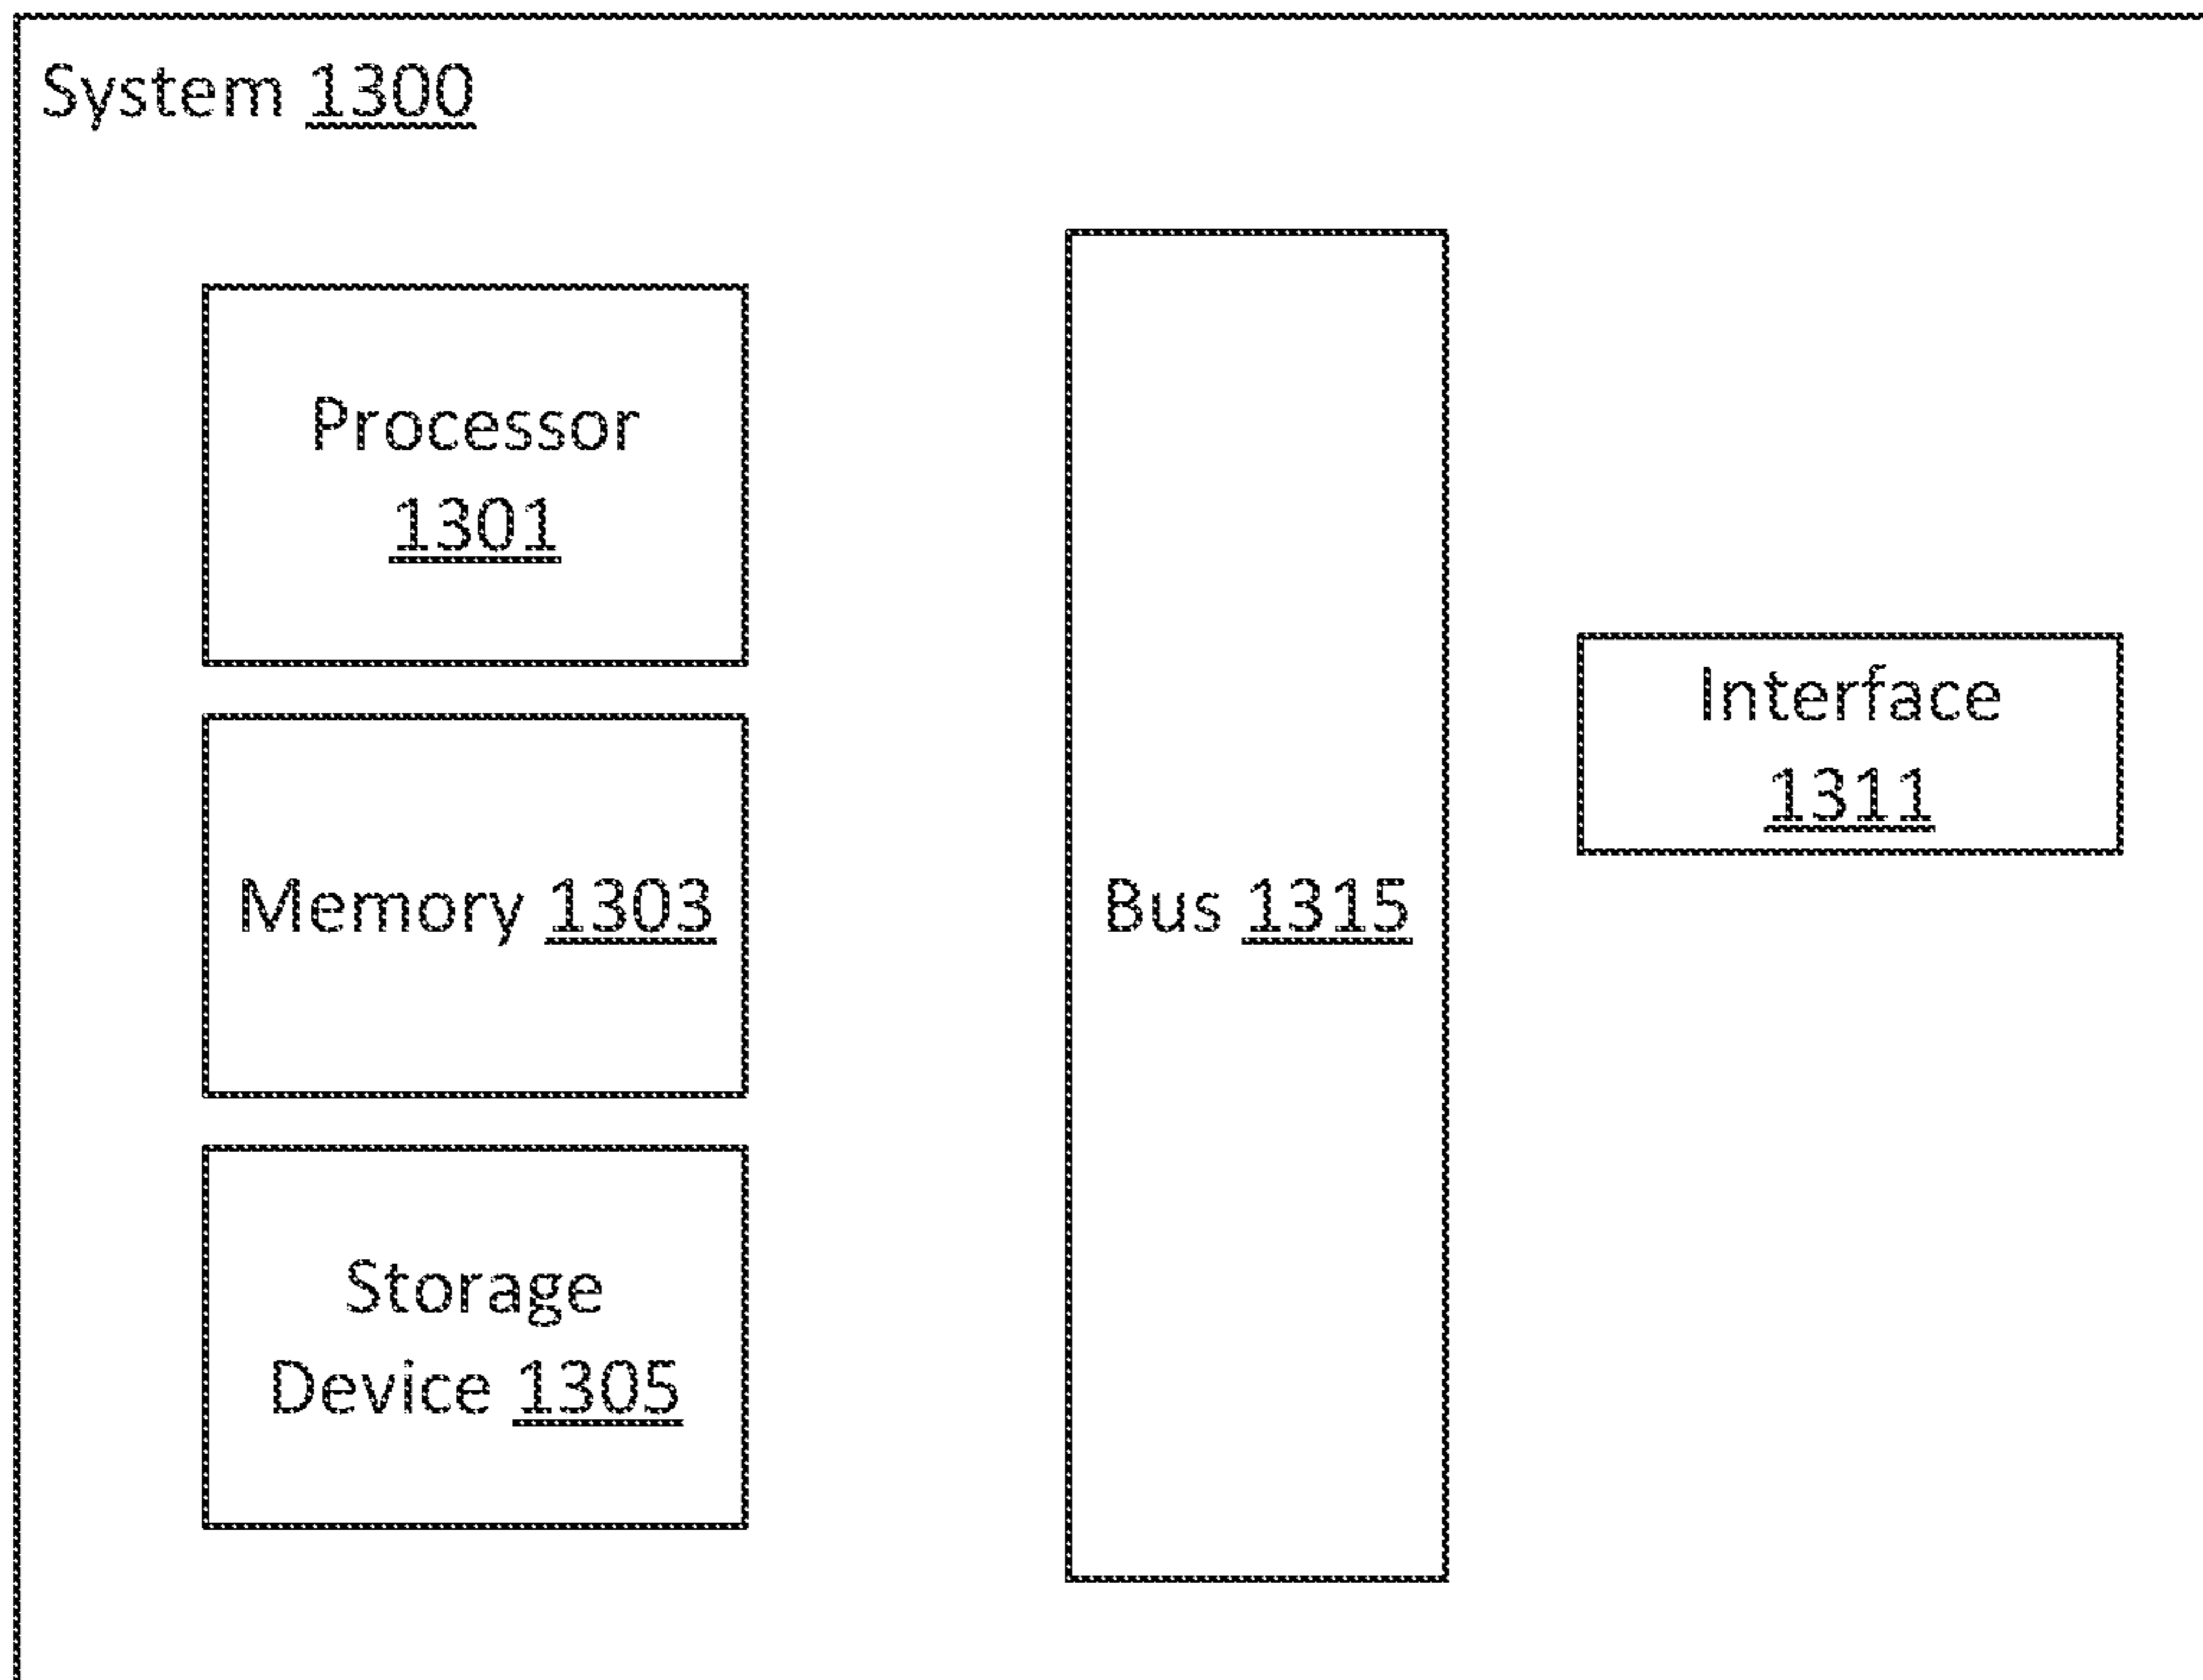 System 1300
Processor
1301
Memory 1303
Storage
Device 1305
Bus 1315
Interface
1311